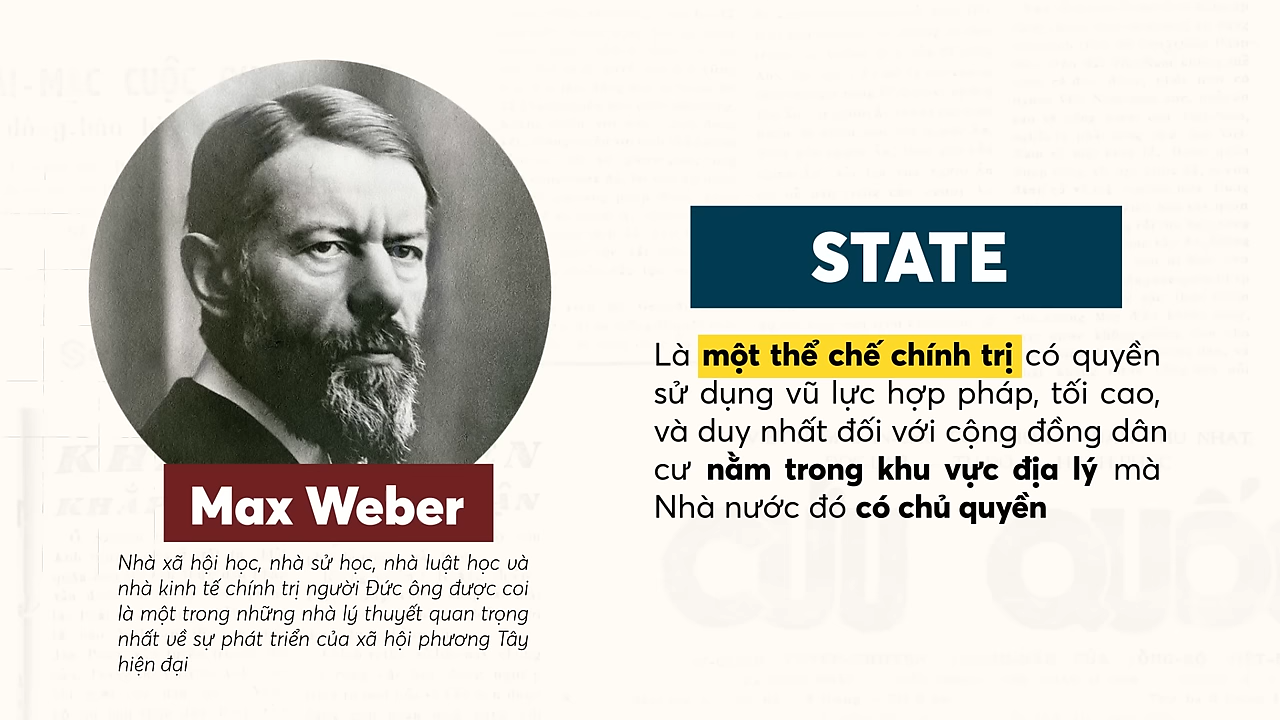 Max Weber
Nhà xã hội học, nhà sử học, nhà luật học và
nhà kinh tế chính trị người Đức ông được coi
là một trong những nhà lý thuyết quan trọng
nhất về sự phát triển của xã hội phương Tây
hiện đại
STATE
Là một thể chế chính trị có quyền
sử dụng vũ lực hợp pháp, tối cao,
và duy nhất đối với cộng đồng dân
cư nằm trong khu vực địa lý mà
Nhà nước đó có chủ quyền